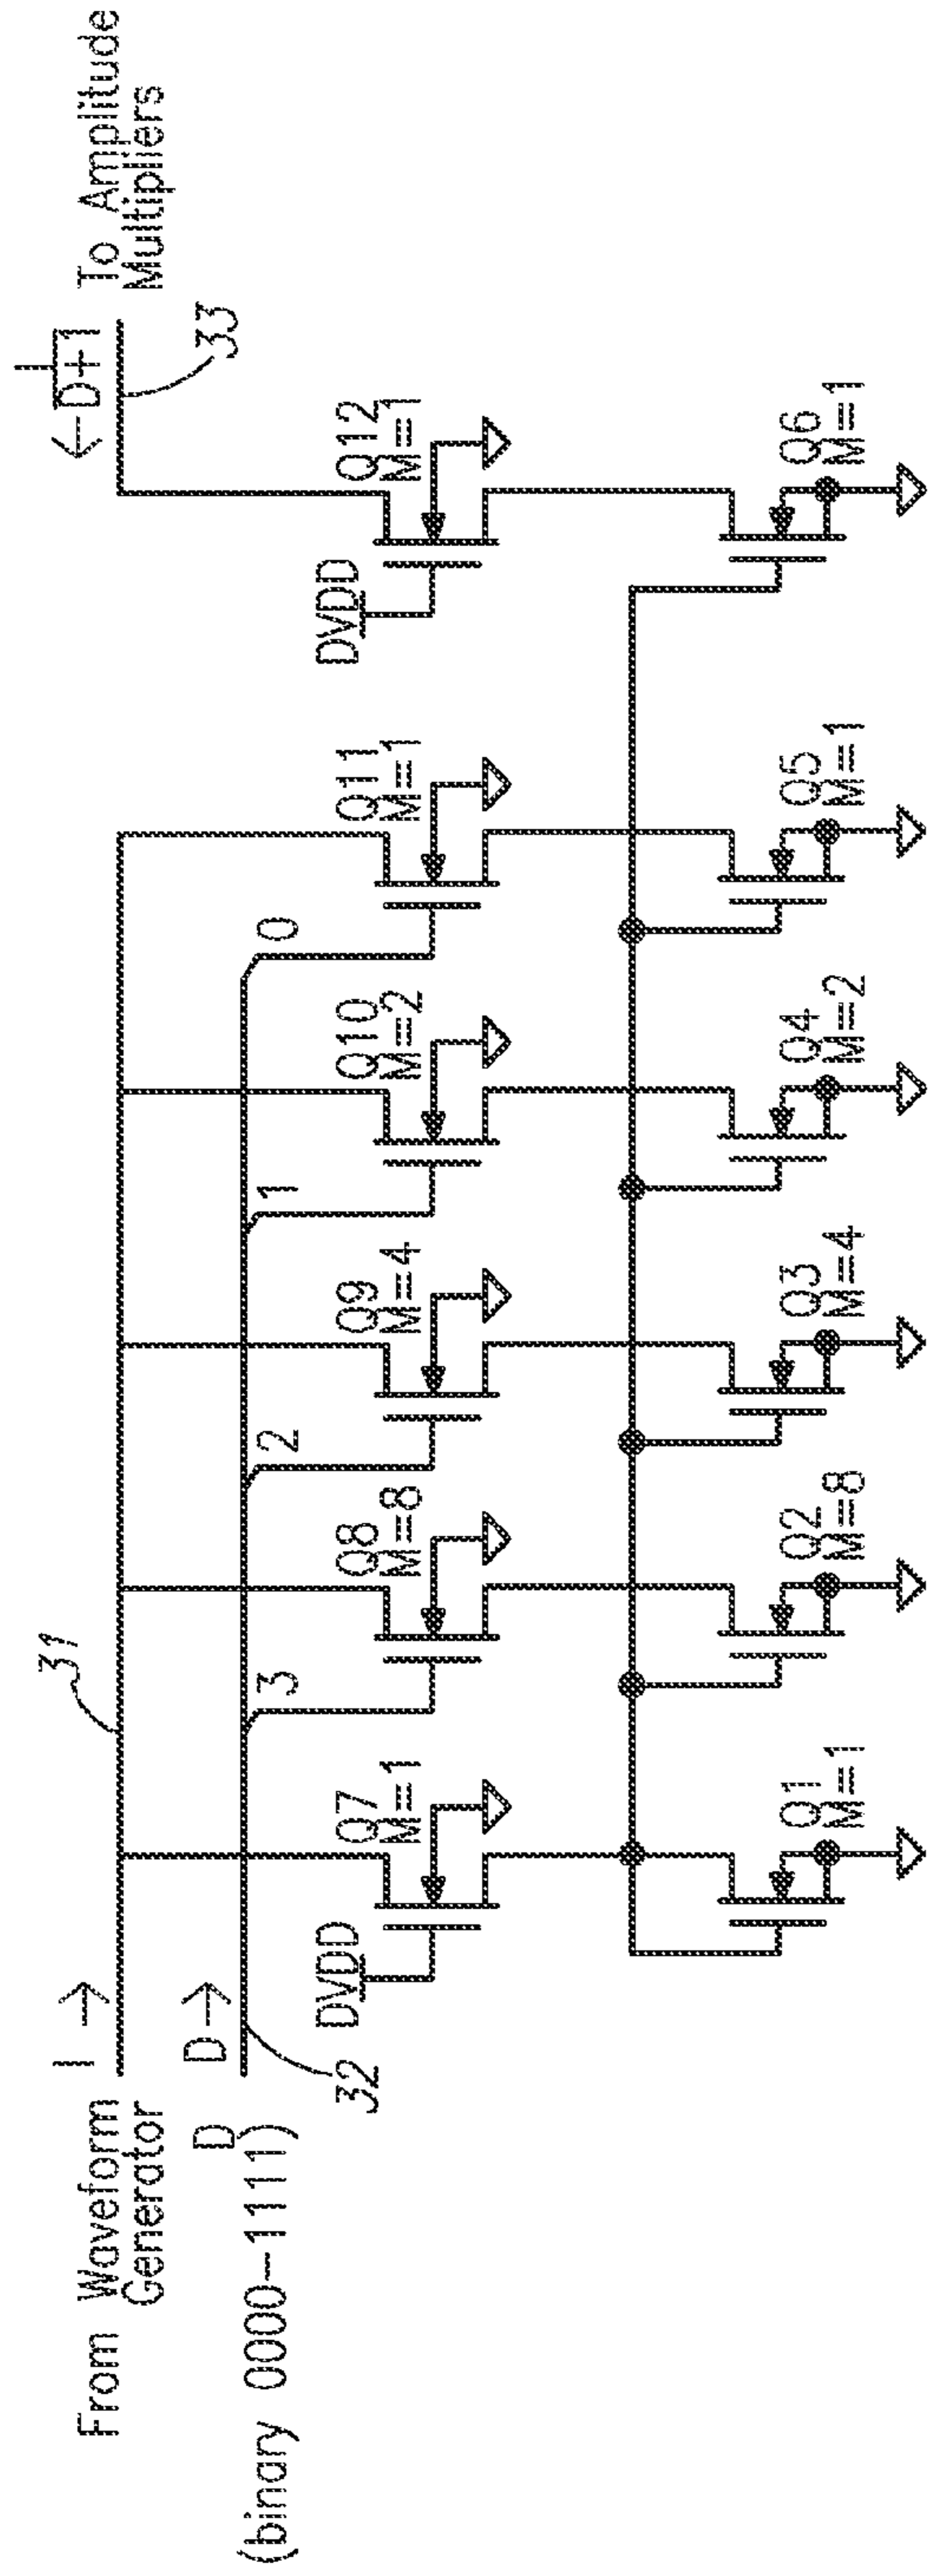 From Waveform
Generator
I →
31
D
(binary 0000-1111)
D→
32
3
2
1
0
I
←D+1
33
To Amplitude
Multipliers
DVDD
Q7
M=1
Q8
M=8
Q9
M=4
Q10
M=2
Q11
M=1
DVDD
Q12
M=1
Q1
M=1
Q2
M=8
Q3
M=4
Q4
M=2
Q5
M=1
Q6
M=1